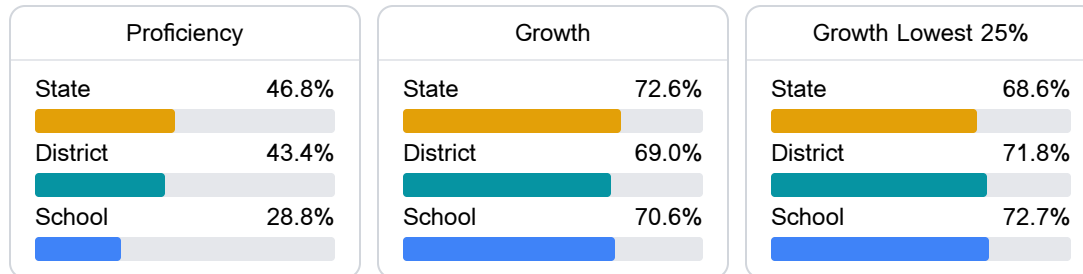 Proficiency
State 46.8%
District 43.4%
School 28.8%
Growth
State 72.6%
District 69.0%
School 70.6%
Growth Lowest 25%
State 68.6%
District 71.8%
School 72.7%